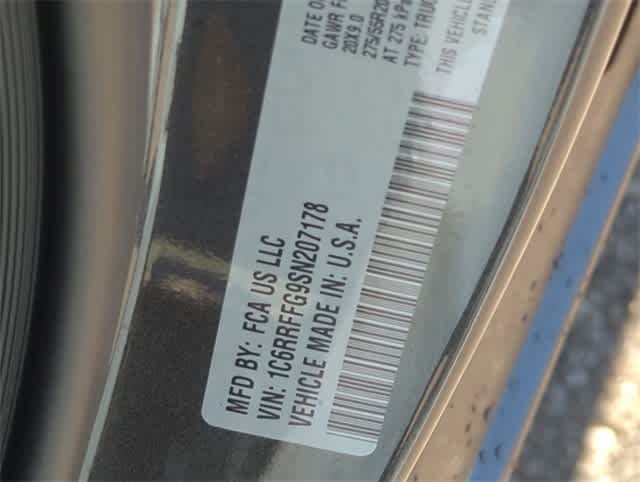 MFD BY: FCA US LLC
VIN: 1C6RRFFG9SN207178
VEHICLE MADE IN: U.S.A.
DATE OF
GAWR F
20X9.0
275/55R20
AT 275 kPa
TYPE: TRUC
THIS VEHICLE
STAN